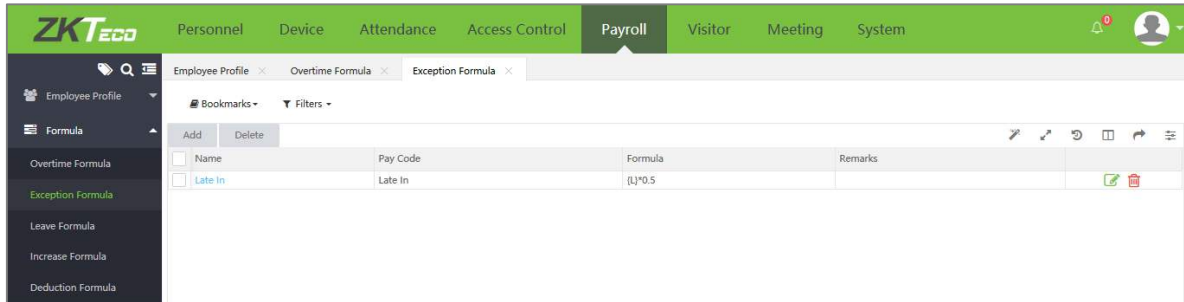 ZKTeco Personnel Device Attendance Access Control Payroll Visitor Meeting System 0
Employee Profile Overtime Formula Exception Formula
Employee Profile
Bookmarks Filters
Formula
Add Delete
Name Pay Code Formula Remarks
Overtime Formula
Late In Late In {L}*0.5
Exception Formula
Leave Formula
Increase Formula
Deduction Formula